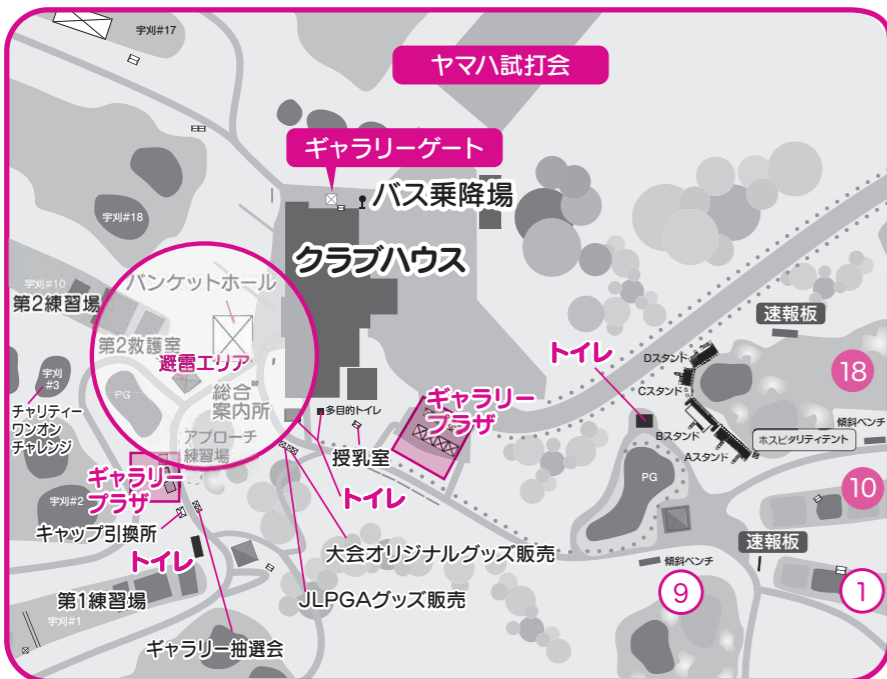 宇刈#17
ヤマハ試打会
ギャラリーゲート
バス乗降場
宇刈#18
クラブハウス
バンケットホール
宇刈#10
第2練習場
第2救護室
避雷エリア
速報板
トイレ
Dスタンド
Cスタンド
18
宇刈
#3
チャリティー
ワンオン
チャレンジ
PG
総合
案内所
多目的トイレ
ギャラリー
プラザ
Bスタンド
傾斜ベンチ
ホスピタリティテント
Aスタンド
アプローチ
練習場
授乳室
ギャラリー
プラザ
PG
10
宇刈#2
トイレ
キャップ引換所
トイレ
大会オリジナルグッズ販売
速報板
傾斜ベンチ
第1練習場
JLPGAグッズ販売
9
1
宇刈#1
ギャラリー抽選会